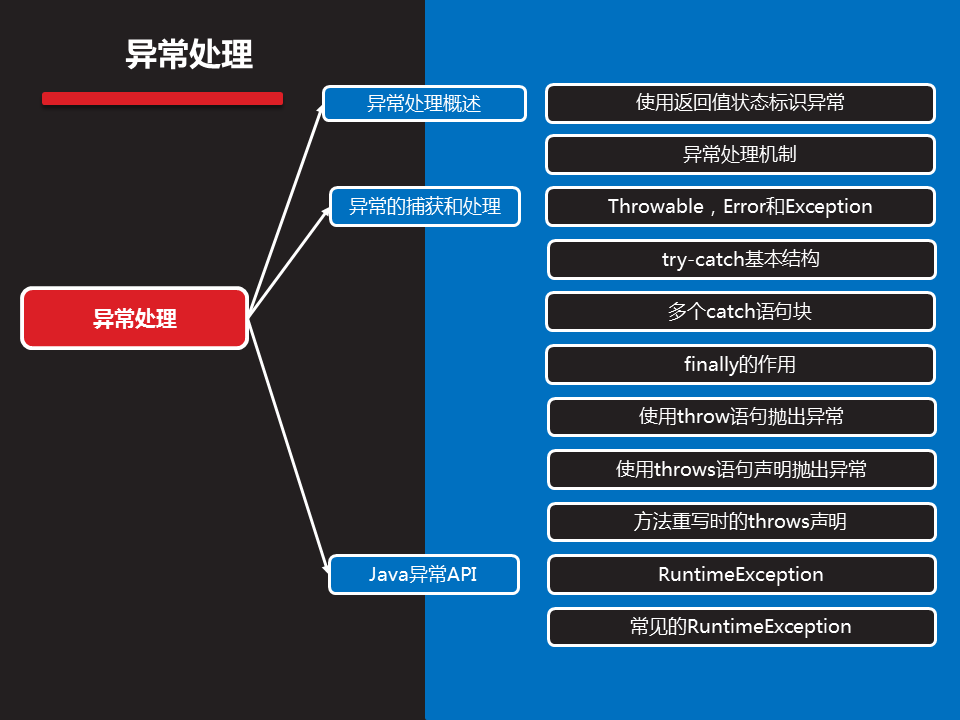 异常处理
异常处理
异常处理概述
使用返回值状态标识异常
异常处理机制
异常的捕获和处理
Throwable，Error和Exception
try-catch基本结构
多个catch语句块
finally的作用
使用throw语句抛出异常
使用throws语句声明抛出异常
方法重写时的throws声明
Java异常API
RuntimeException
常见的RuntimeException